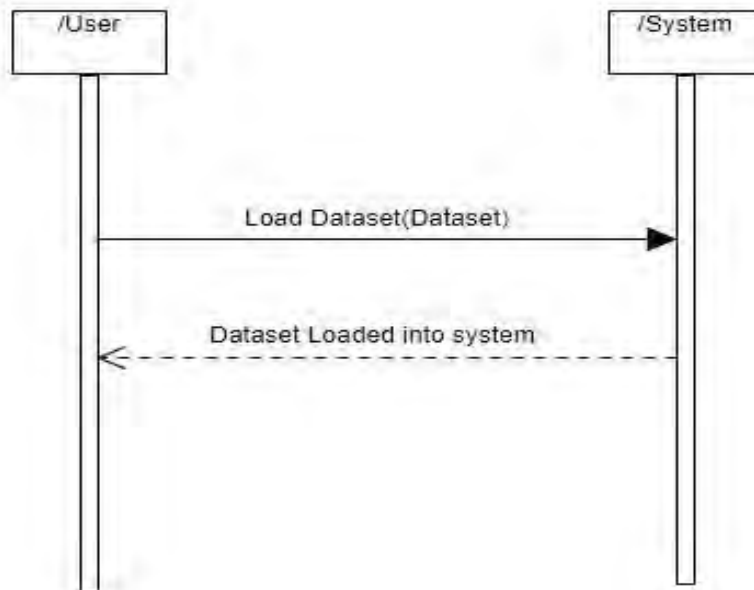 /User
/System
Load Dataset(Dataset)
Dataset Loaded into system